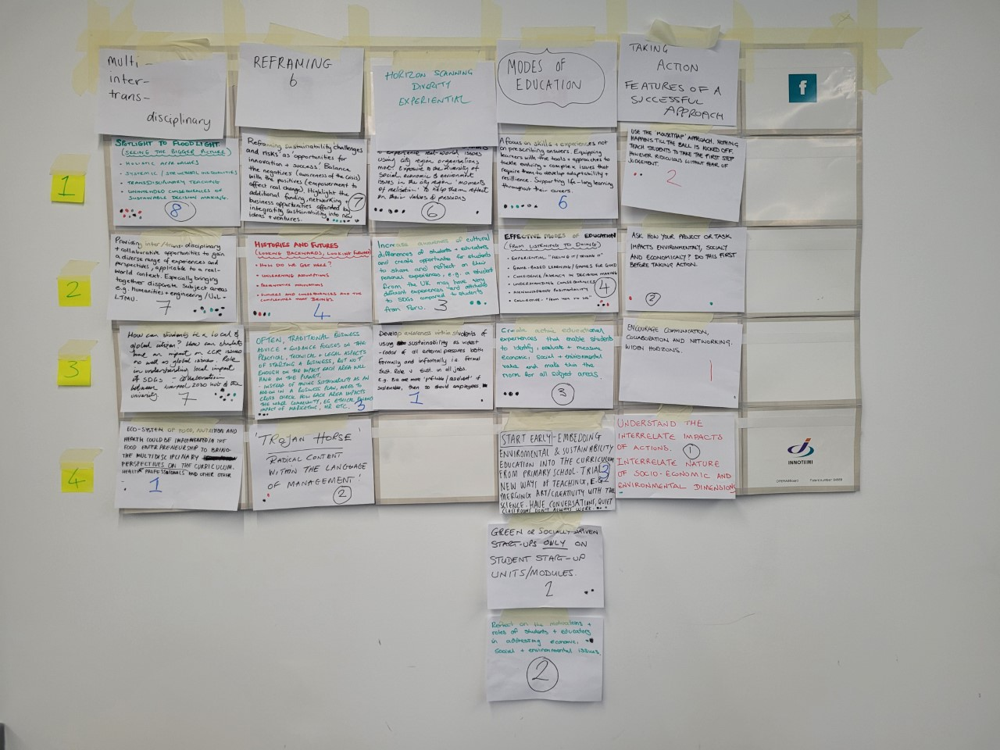 multi-
inter-
trans-
disciplinary
REFRAMING
6
HORIZON SCANNING
DIVERSITY
EXPERIENTIAL
MODES OF
EDUCATION
TAKING
ACTION
FEATURES OF A
SUCCESSFUL
APPROACH
f
1
SPOTLIGHT TO FLOODLIGHT
(SEEING THE BIGGER PICTURE)
• HOLISTIC APPROACHES
• SYSTEMIC / STRUCTURAL INEQUALITIES
• TRANSDISCIPLINARY TEACHING
• UNINTENDED CONSEQUENCES OF
SUSTAINABLE DECISION MAKING.
8
Reframing sustainability challenges
and risks as 'opportunities for
innovation + success'. Balance
the negatives (awareness of the crisis)
with the positives (empowerment to
affect real change). Highlight the
additional funding, networking +
business opportunities afforded by
integrating sustainability into new
ideas + ventures.
7
experience real-world issues
using city region organisations
most. Exposure to the diversity of
social, economic & environment
issues in the city region 'moments
of realisation' to help them reflect
on their values & passions
6
A focus on skills + experiences not
on prescribing answers. Equipping
learners with the tools + approaches to
tackle evolving + complex issues that
require them to develop adaptability +
resilience. Supporting life-long learning
throughout their careers.
6
USE THE 'MOUSETRAP' APPROACH. NOTHING
HAPPENS TILL THE BALL IS KICKED OFF.
TEACH STUDENTS TO TAKE THE FIRST STEP
HOWEVER RIDICULOUS WITHOUT FEAR OF
JUDGEMENT.
2
2
Providing inter/trans-disciplinary
+ collaborative opportunities to gain
a diverse range of experiences and
perspectives, applicable to a real-
world context. Especially bringing
together disparate subject areas
e.g. humanities + engineering / UoL +
LJMU.
7
HISTORIES AND FUTURES
(LOOKING BACKWARDS, LOOKING FORWARD)
• HOW DID WE GET HERE?
• UNLEARNING ASSUMPTIONS
• INNOVATIONS
• FUTURES AND CONSEQUENCES AND THE
COMPLEXITIES THAT BRINGS
4
Increase awareness of cultural
differences of students + educators
and create opportunities for students
to share and reflect on their
personal experiences, e.g. a student
from the UK may have very
different experiences and attitudes
to SDGs compared to students
from Peru.
3
EFFECTIVE MODES OF EDUCATION
(FROM LISTENING TO DOING)
• EXPERIENTIAL
• GAME-BASED LEARNING / GAMES FOR GOOD
• CONFIDENCE/AGENCY IN DECISION MAKING
• UNDERSTANDING CONSEQUENCES
• ACKNOWLEDGE POSITIONALITY
4
ASK HOW YOUR PROJECT OR TASK
IMPACTS ENVIRONMENTALLY, SOCIALLY
AND ECONOMICALLY? DO THIS FIRST
BEFORE TAKING ACTION.
2
3
How can students be a local &
global citizen? How can students
have an impact on LCR issues
as well as global issues. Role
in understanding local impact
of SDGs - collaboration
between Liverpool 2030 Hub & the
university
7
OFTEN, TRADITIONAL BUSINESS
ADVICE + GUIDANCE FOCUSES ON THE
PRACTICAL, TECHNICAL + LEGAL ASPECTS
OF STARTING A BUSINESS, BUT NOT
ENOUGH ON THE IMPACT EACH AREA WILL
HAVE ON THE PLANET.
- INSTEAD OF HAVING SUSTAINABILITY AS AN
ADD ON IN A BUSINESS PLAN, NEED TO
CROSS CHECK HOW EACH AREA IMPACTS
THE WIDER COMMUNITY, EG. ETHICAL
IMPACT OF MARKETING, HR ETC.
3
Develop awareness within students of
using sustainability as widest
radar of all external pressures both
formally and informally i.e. formal
Sust. Role v Sust. in all jobs.
E.g. Biz are more 'profitable/resilient' if
sustainable, then so should employees.
1
Create active educational
experiences that enable students
to identify, evaluate + measure
economic, social + environmental
value and make this the
norm for all subject areas.
3
ENCOURAGE COMMUNICATION,
COLLABORATION AND NETWORKING.
WIDEN HORIZONS.
1
4
ECO-SYSTEM OF FOOD, NUTRITION AND
HEALTH COULD BE IMPLEMENTED IN THE
FOOD ENTERPRENEURSHIP TO BRING
THE MULTIDISCIPLINARY
PERSPECTIVES ON THE CURRICULUM.
HEALTH PROFESSIONALS AND OTHER OTHER
1
'TROJAN HORSE'
RADICAL CONTENT
WITHIN THE LANGUAGE
OF MANAGEMENT!
2
START EARLY - EMBEDDING
ENVIROMENTAL & SUSTAINABILITY
EDUCATION INTO THE CURRICULUM
FROM PRIMARY SCHOOL. TRIAL
NEW WAYS OF TEACHING, E.G.
MERGING ART/CREATIVITY WITH THE
SCIENCE. HAVE CONVERSATIONS, QUIET
CLASSROOMS DON'T ALWAYS WORK.
3
UNDERSTAND THE
INTERRELATE IMPACTS
OF ACTIONS.
1
INTERRELATE NATURE
OF SOCIO-ECONOMIC AND
ENVIRONMENTAL DIMENSIONS
INNOTIIMI
GREEN OR SOCIALLY-DRIVEN
START-UPS ONLY ON
STUDENT START-UP
UNITS/MODULES.
2
Reflect on the motivations +
roles of students + educators
in addressing economic,
social + environmental issues.
2